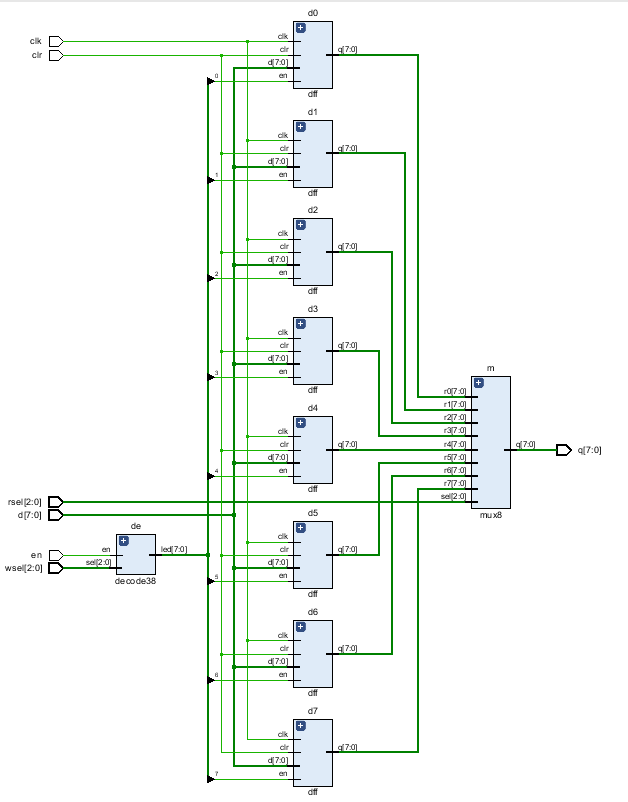 d0
clk
clk
clr
q[7:0]
clr
d[7:0]
0
en
dff
d1
clk
clr
q[7:0]
d[7:0]
1
en
dff
d2
clk
clr
q[7:0]
d[7:0]
2
en
dff
d3
clk
clr
q[7:0]
d[7:0]
3
en
dff
m
r0[7:0]
r1[7:0]
r2[7:0]
r3[7:0]
r4[7:0]
r5[7:0]
r6[7:0]
r7[7:0]
sel[2:0]
q[7:0]
q[7:0]
mux8
d4
clk
clr
q[7:0]
d[7:0]
4
en
dff
rsel[2:0]
d[7:0]
en
wsel[2:0]
de
en
sel[2:0]
led[7:0]
decode38
d5
clk
clr
q[7:0]
d[7:0]
5
en
dff
d6
clk
clr
q[7:0]
d[7:0]
6
en
dff
d7
clk
clr
q[7:0]
d[7:0]
7
en
dff